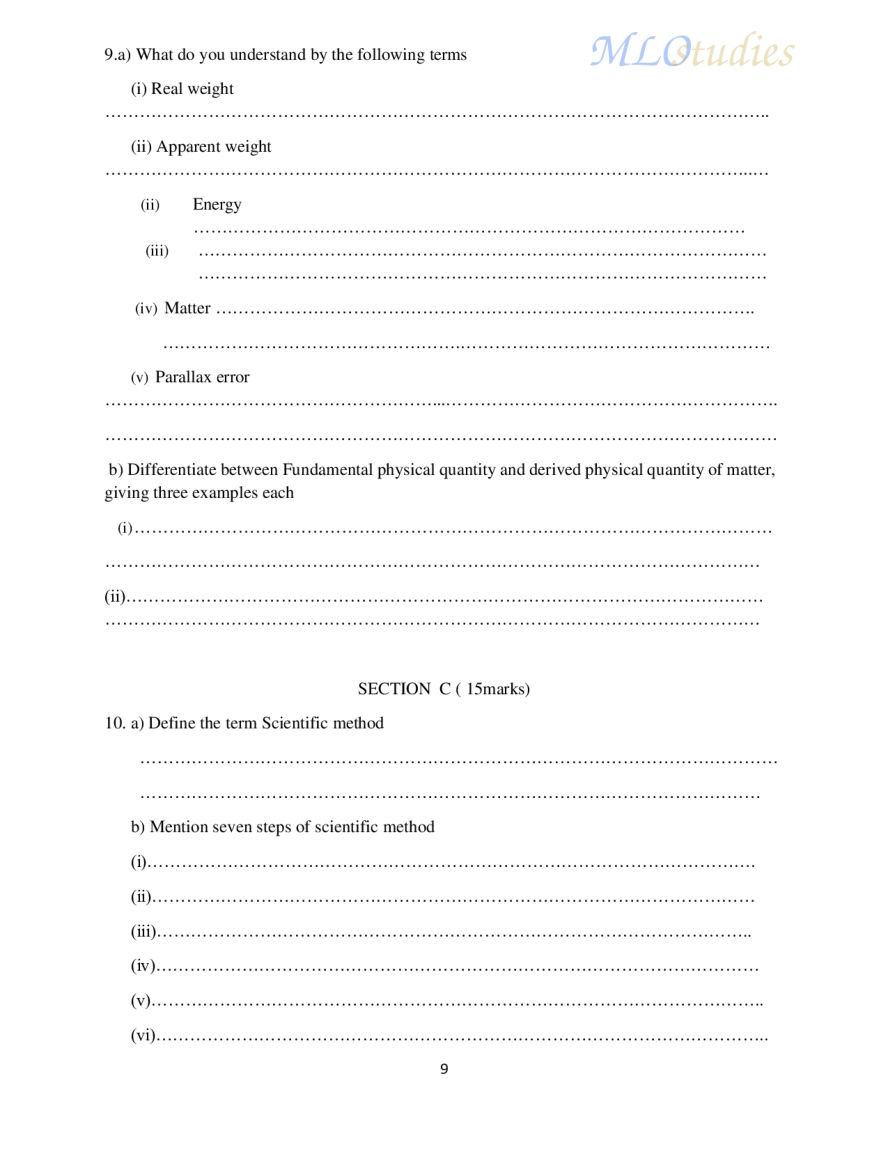 MLOstudies
9.a) What do you understand by the following terms
(i) Real weight
……………………………………………………………………………………………………..
(ii) Apparent weight
…………………………………………………………………………………………………..…
(ii) Energy
……………………………………………………………………………………
(iii) ………………………………………………………………………………………
………………………………………………………………………………………
(iv) Matter ………………………………………………………………………………….
……………………………………………………………………………………………
(v) Parallax error
…………………………………………………...………………………………………………….
………………………………………………………………………………………………………
b) Differentiate between Fundamental physical quantity and derived physical quantity of matter,
giving three examples each
(i)…………………………………………………………………………………………………
……………………………………………………………………………………………………
(ii)…………………………………………………………………………………………………
……………………………………………………………………………………………………
SECTION C ( 15marks)
10. a) Define the term Scientific method
…………………………………………………………………………………………………
………………………………………………………………………………………………
b) Mention seven steps of scientific method
(i)…………………………………………………………………………………………….
(ii)……………………………………………………………………………………………
(iii)…………………………………………………………………………………………..
(iv)……………………………………………………………………………………………
(v)……………………………………………………………………………………………..
(vi)……………………………………………………………………………………………...
9